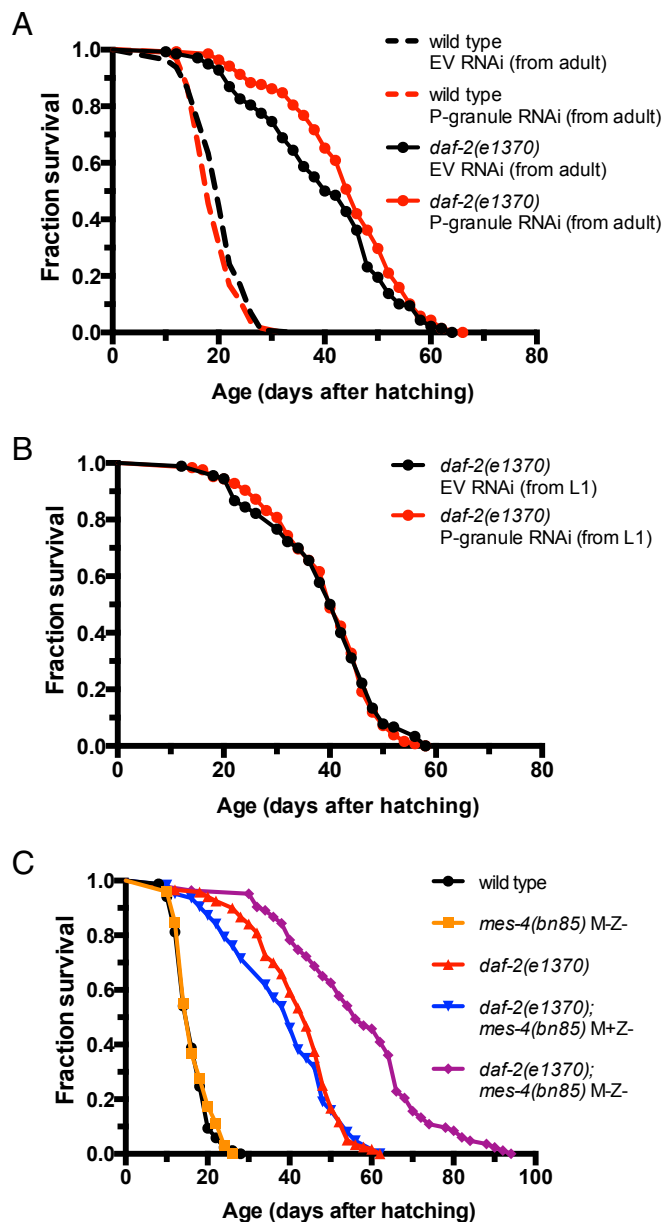 A
1.0
0.8
0.6
0.4
0.2
0.0
0
20
40
60
80
Fraction survival
Age (days after hatching)
wild type
EV RNAi (from adult)
wild type
P-granule RNAi (from adult)
daf-2(e1370)
EV RNAi (from adult)
daf-2(e1370)
P-granule RNAi (from adult)
B
1.0
0.8
0.6
0.4
0.2
0.0
0
20
40
60
80
Fraction survival
Age (days after hatching)
daf-2(e1370)
EV RNAi (from L1)
daf-2(e1370)
P-granule RNAi (from L1)
C
1.0
0.8
0.6
0.4
0.2
0.0
0
20
40
60
80
100
Fraction survival
Age (days after hatching)
wild type
mes-4(bn85) M-Z-
daf-2(e1370)
daf-2(e1370);
mes-4(bn85) M+Z-
daf-2(e1370);
mes-4(bn85) M-Z-